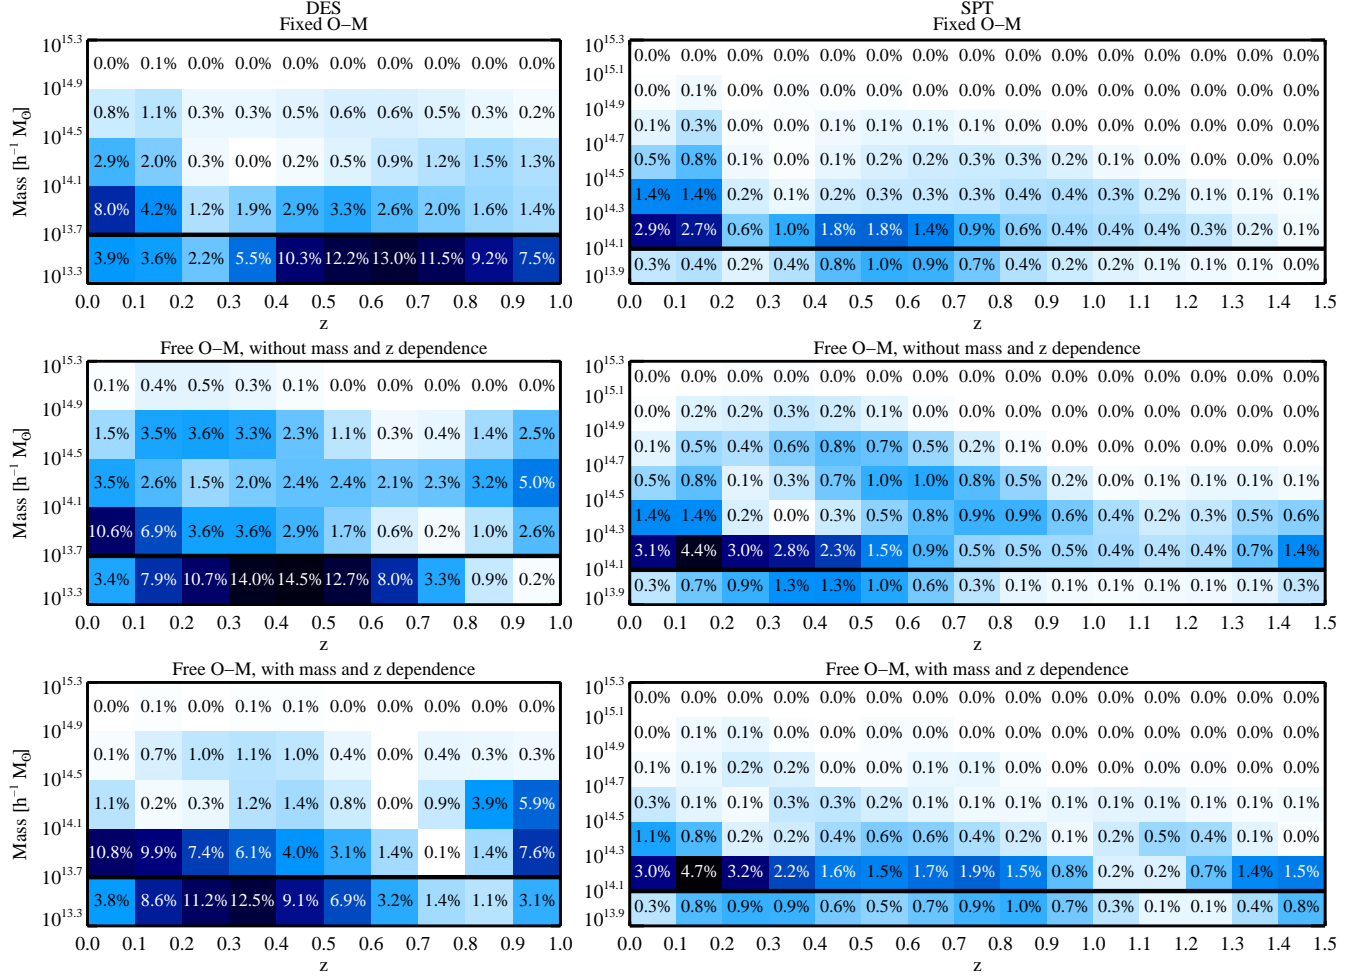 DES
Fixed O−M
Mass [h⁻¹ M⊙]
10^15.3
0.0% 0.1% 0.0% 0.0% 0.0% 0.0% 0.0% 0.0% 0.0% 0.0%
10^14.9
0.8% 1.1% 0.3% 0.3% 0.5% 0.6% 0.6% 0.5% 0.3% 0.2%
10^14.5
2.9% 2.0% 0.3% 0.0% 0.2% 0.5% 0.9% 1.2% 1.5% 1.3%
10^14.1
8.0% 4.2% 1.2% 1.9% 2.9% 3.3% 2.6% 2.0% 1.6% 1.4%
10^13.7
3.9% 3.6% 2.2% 5.5% 10.3% 12.2% 13.0% 11.5% 9.2% 7.5%
10^13.3
0.0 0.1 0.2 0.3 0.4 0.5 0.6 0.7 0.8 0.9 1.0
z
SPT
Fixed O−M
10^15.3
0.0% 0.0% 0.0% 0.0% 0.0% 0.0% 0.0% 0.0% 0.0% 0.0% 0.0% 0.0% 0.0% 0.0% 0.0%
10^15.1
0.0% 0.1% 0.0% 0.0% 0.0% 0.0% 0.0% 0.0% 0.0% 0.0% 0.0% 0.0% 0.0% 0.0% 0.0%
10^14.9
0.1% 0.3% 0.0% 0.0% 0.1% 0.1% 0.1% 0.1% 0.0% 0.0% 0.0% 0.0% 0.0% 0.0% 0.0%
10^14.7
0.5% 0.8% 0.1% 0.0% 0.1% 0.2% 0.2% 0.3% 0.3% 0.2% 0.1% 0.0% 0.0% 0.0% 0.0%
10^14.5
1.4% 1.4% 0.2% 0.1% 0.2% 0.3% 0.3% 0.3% 0.4% 0.4% 0.3% 0.2% 0.1% 0.1% 0.1%
10^14.3
2.9% 2.7% 0.6% 1.0% 1.8% 1.8% 1.4% 0.9% 0.6% 0.4% 0.4% 0.4% 0.3% 0.2% 0.1%
10^14.1
0.3% 0.4% 0.2% 0.4% 0.8% 1.0% 0.9% 0.7% 0.4% 0.2% 0.2% 0.1% 0.1% 0.1% 0.0%
10^13.9
0.0 0.1 0.2 0.3 0.4 0.5 0.6 0.7 0.8 0.9 1.0 1.1 1.2 1.3 1.4 1.5
z
Free O−M, without mass and z dependence
Mass [h⁻¹ M⊙]
10^15.3
0.1% 0.4% 0.5% 0.3% 0.1% 0.0% 0.0% 0.0% 0.0% 0.0%
10^14.9
1.5% 3.5% 3.6% 3.3% 2.3% 1.1% 0.3% 0.4% 1.4% 2.5%
10^14.5
3.5% 2.6% 1.5% 2.0% 2.4% 2.4% 2.1% 2.3% 3.2% 5.0%
10^14.1
10.6% 6.9% 3.6% 3.6% 2.9% 1.7% 0.6% 0.2% 1.0% 2.6%
10^13.7
3.4% 7.9% 10.7% 14.0% 14.5% 12.7% 8.0% 3.3% 0.9% 0.2%
10^13.3
0.0 0.1 0.2 0.3 0.4 0.5 0.6 0.7 0.8 0.9 1.0
z
Free O−M, without mass and z dependence
10^15.3
0.0% 0.0% 0.0% 0.0% 0.0% 0.0% 0.0% 0.0% 0.0% 0.0% 0.0% 0.0% 0.0% 0.0% 0.0%
10^15.1
0.0% 0.2% 0.2% 0.3% 0.2% 0.1% 0.0% 0.0% 0.0% 0.0% 0.0% 0.0% 0.0% 0.0% 0.0%
10^14.9
0.1% 0.5% 0.4% 0.6% 0.8% 0.7% 0.5% 0.2% 0.1% 0.0% 0.0% 0.0% 0.0% 0.0% 0.0%
10^14.7
0.5% 0.8% 0.1% 0.3% 0.7% 1.0% 1.0% 0.8% 0.5% 0.2% 0.0% 0.1% 0.1% 0.1% 0.1%
10^14.5
1.4% 1.4% 0.2% 0.0% 0.3% 0.5% 0.8% 0.9% 0.9% 0.6% 0.4% 0.2% 0.3% 0.5% 0.6%
10^14.3
3.1% 4.4% 3.0% 2.8% 2.3% 1.5% 0.9% 0.5% 0.5% 0.5% 0.4% 0.4% 0.4% 0.7% 1.4%
10^14.1
0.3% 0.7% 0.9% 1.3% 1.3% 1.0% 0.6% 0.3% 0.1% 0.1% 0.1% 0.1% 0.1% 0.1% 0.3%
10^13.9
0.0 0.1 0.2 0.3 0.4 0.5 0.6 0.7 0.8 0.9 1.0 1.1 1.2 1.3 1.4 1.5
z
Free O−M, with mass and z dependence
Mass [h⁻¹ M⊙]
10^15.3
0.0% 0.1% 0.0% 0.1% 0.1% 0.0% 0.0% 0.0% 0.0% 0.0%
10^14.9
0.1% 0.7% 1.0% 1.1% 1.0% 0.4% 0.0% 0.4% 0.3% 0.3%
10^14.5
1.1% 0.2% 0.3% 1.2% 1.4% 0.8% 0.0% 0.9% 3.9% 5.9%
10^14.1
10.8% 9.9% 7.4% 6.1% 4.0% 3.1% 1.4% 0.1% 1.4% 7.6%
10^13.7
3.8% 8.6% 11.2% 12.5% 9.1% 6.9% 3.2% 1.4% 1.1% 3.1%
10^13.3
0.0 0.1 0.2 0.3 0.4 0.5 0.6 0.7 0.8 0.9 1.0
z
Free O−M, with mass and z dependence
10^15.3
0.0% 0.0% 0.0% 0.0% 0.0% 0.0% 0.0% 0.0% 0.0% 0.0% 0.0% 0.0% 0.0% 0.0% 0.0%
10^15.1
0.0% 0.1% 0.1% 0.0% 0.0% 0.0% 0.0% 0.0% 0.0% 0.0% 0.0% 0.0% 0.0% 0.0% 0.0%
10^14.9
0.1% 0.1% 0.2% 0.2% 0.0% 0.0% 0.1% 0.1% 0.0% 0.0% 0.0% 0.0% 0.0% 0.0% 0.0%
10^14.7
0.3% 0.1% 0.1% 0.3% 0.3% 0.2% 0.1% 0.1% 0.1% 0.1% 0.1% 0.1% 0.1% 0.1% 0.1%
10^14.5
1.1% 0.8% 0.2% 0.2% 0.4% 0.6% 0.6% 0.4% 0.2% 0.1% 0.2% 0.5% 0.4% 0.1% 0.0%
10^14.3
3.0% 4.7% 3.2% 2.2% 1.6% 1.5% 1.7% 1.9% 1.5% 0.8% 0.2% 0.2% 0.7% 1.4% 1.5%
10^14.1
0.3% 0.8% 0.9% 0.9% 0.6% 0.5% 0.7% 0.9% 1.0% 0.7% 0.3% 0.1% 0.1% 0.4% 0.8%
10^13.9
0.0 0.1 0.2 0.3 0.4 0.5 0.6 0.7 0.8 0.9 1.0 1.1 1.2 1.3 1.4 1.5
z